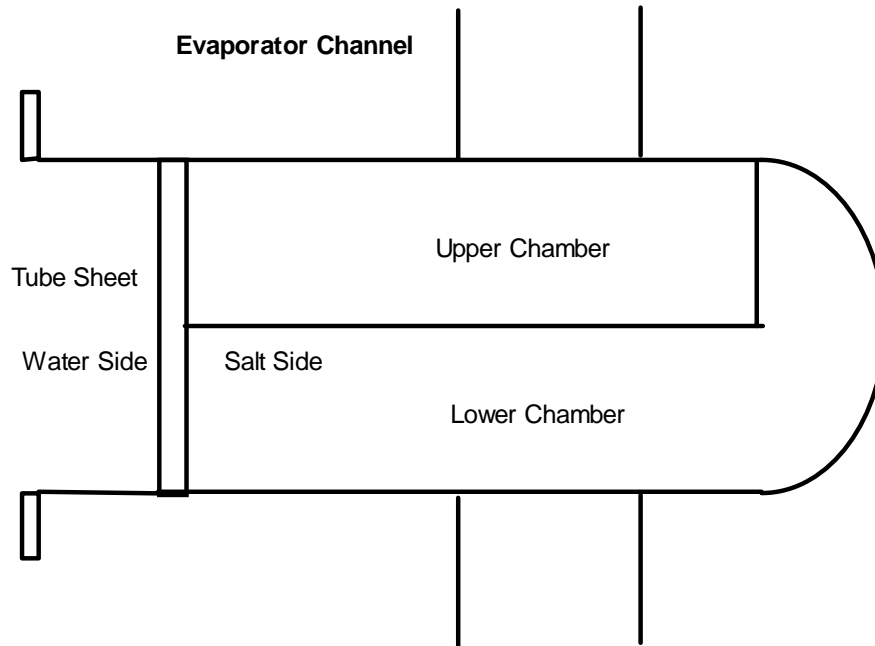 Evaporator Channel
Upper Chamber
Tube Sheet
Water Side
Salt Side
Lower Chamber